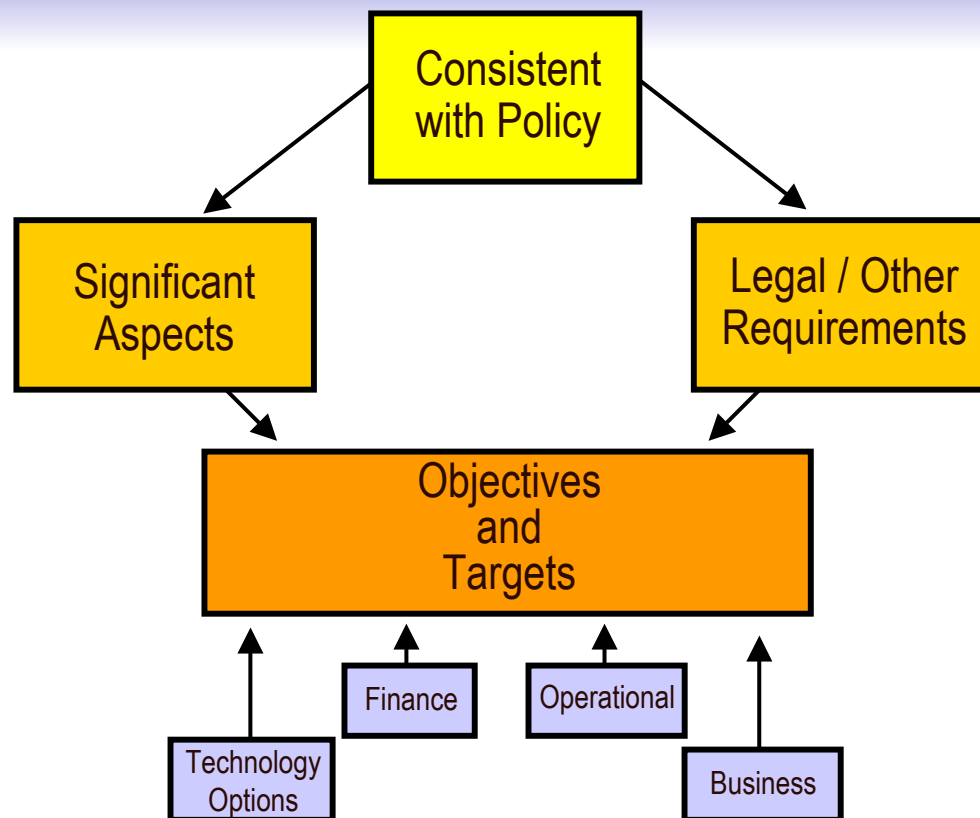 Consistent
with Policy
Significant
Aspects
Legal / Other
Requirements
Objectives
and
Targets
Finance
Operational
Technology
Options
Business